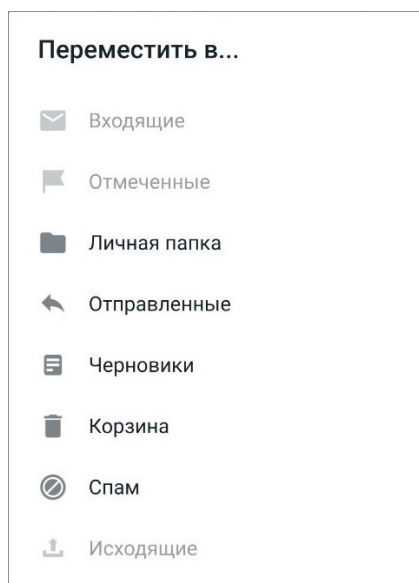 Переместить в...
Входящие
Отмеченные
Личная папка
Отправленные
Черновики
Корзина
Спам
Исходящие